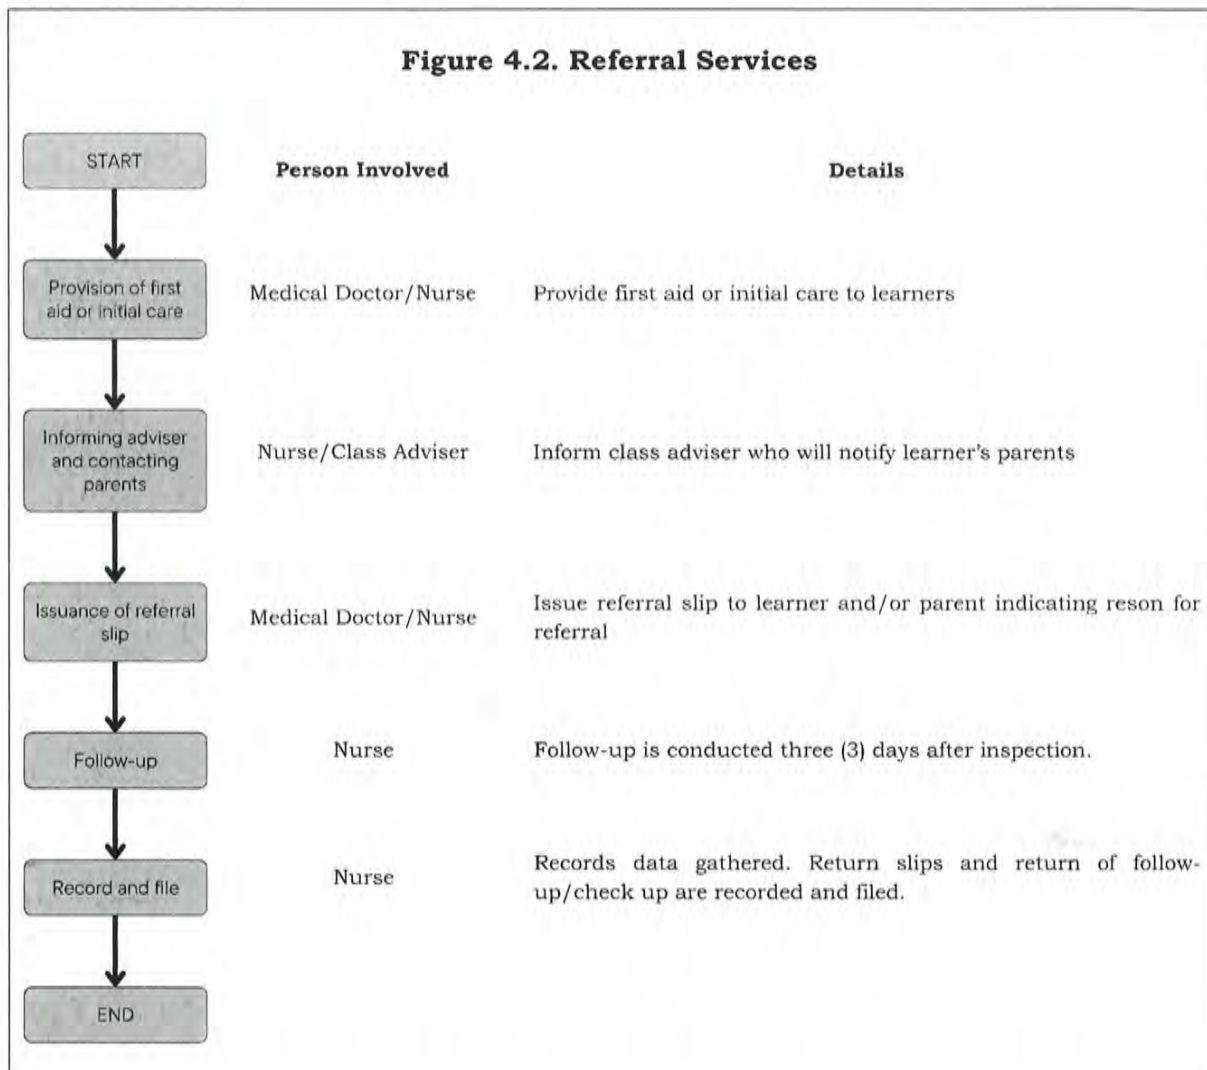 Figure 4.2. Referral Services
START
Person Involved
Details
Provision of first
aid or initial care
Medical Doctor/Nurse
Provide first aid or initial care to learners
Informing adviser
and contacting
parents
Nurse/Class Adviser
Inform class adviser who will notify learner's parents
Issuance of referral
slip
Medical Doctor/Nurse
Issue referral slip to learner and/or parent indicating reson for
referral
Follow-up
Nurse
Follow-up is conducted three (3) days after inspection.
Record and file
Nurse
Records data gathered. Return slips and return of follow-
up/check up are recorded and filed.
END